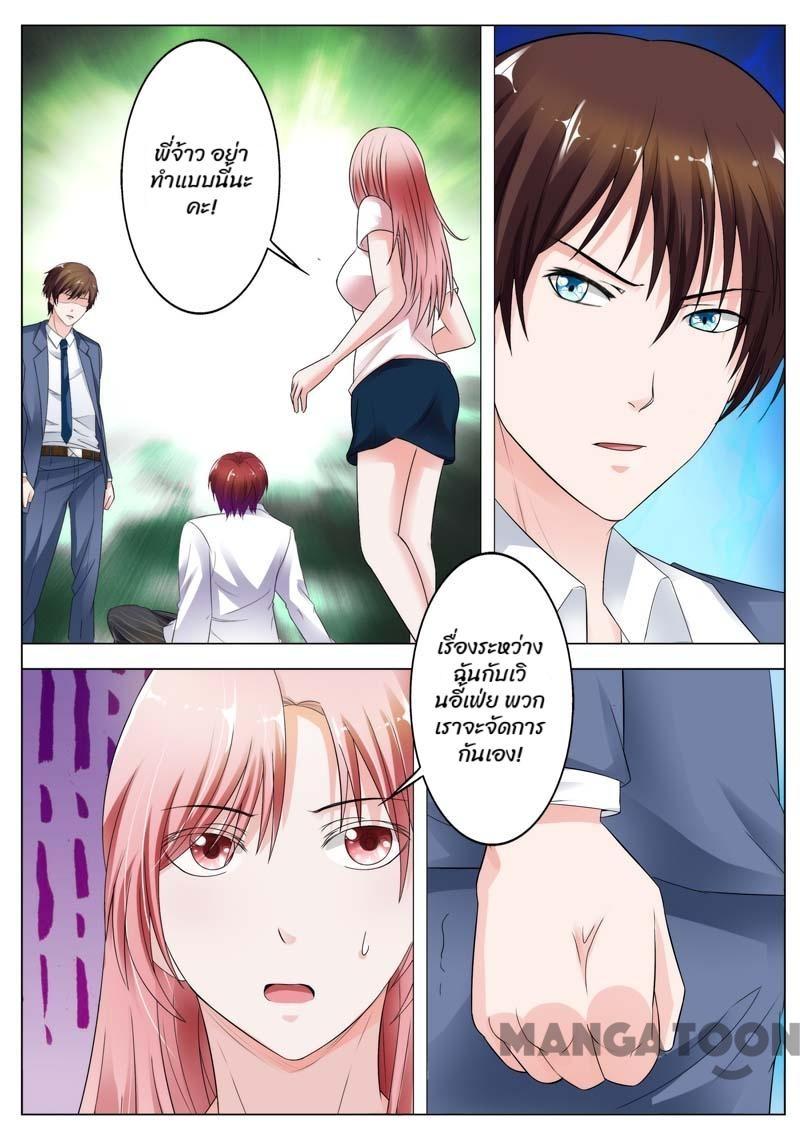 พี่จ้าว อย่า
ทำแบบนี้นะ
คะ!
เรื่องระหว่าง
ฉันกับเวิ
นอี้เฟ่ย พวก
เราจะจัดการ
กันเอง!
MANGATOON